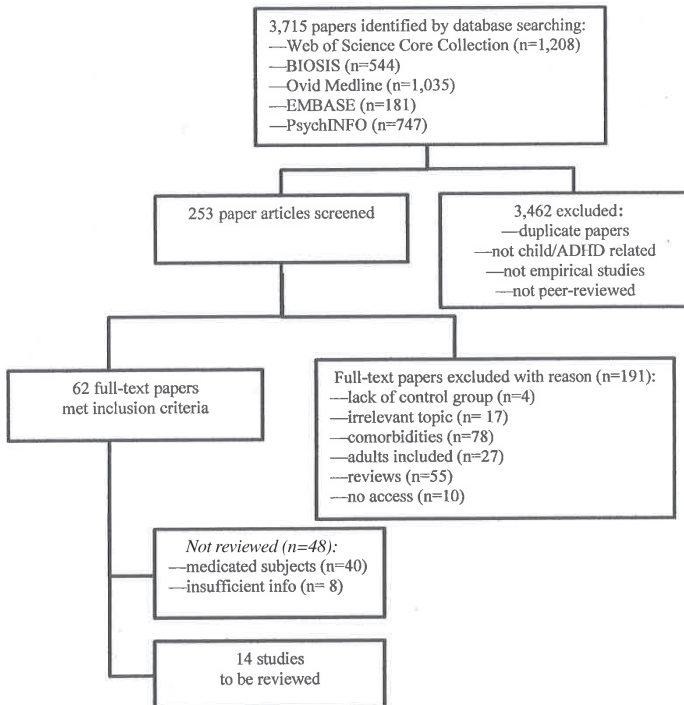 3,715 papers identified by database searching:
—Web of Science Core Collection (n=1,208)
—BIOSIS (n=544)
—Ovid Medline (n=1,035)
—EMBASE (n=181)
—PsychINFO (n=747)
253 paper articles screened
3,462 excluded:
—duplicate papers
—not child/ADHD related
—not empirical studies
—not peer-reviewed
62 full-text papers
met inclusion criteria
Full-text papers excluded with reason (n=191):
—lack of control group (n=4)
—irrelevant topic (n= 17)
—comorbidities (n=78)
—adults included (n=27)
—reviews (n=55)
—no access (n=10)
Not reviewed (n=48):
—medicated subjects (n=40)
—insufficient info (n= 8)
14 studies
to be reviewed